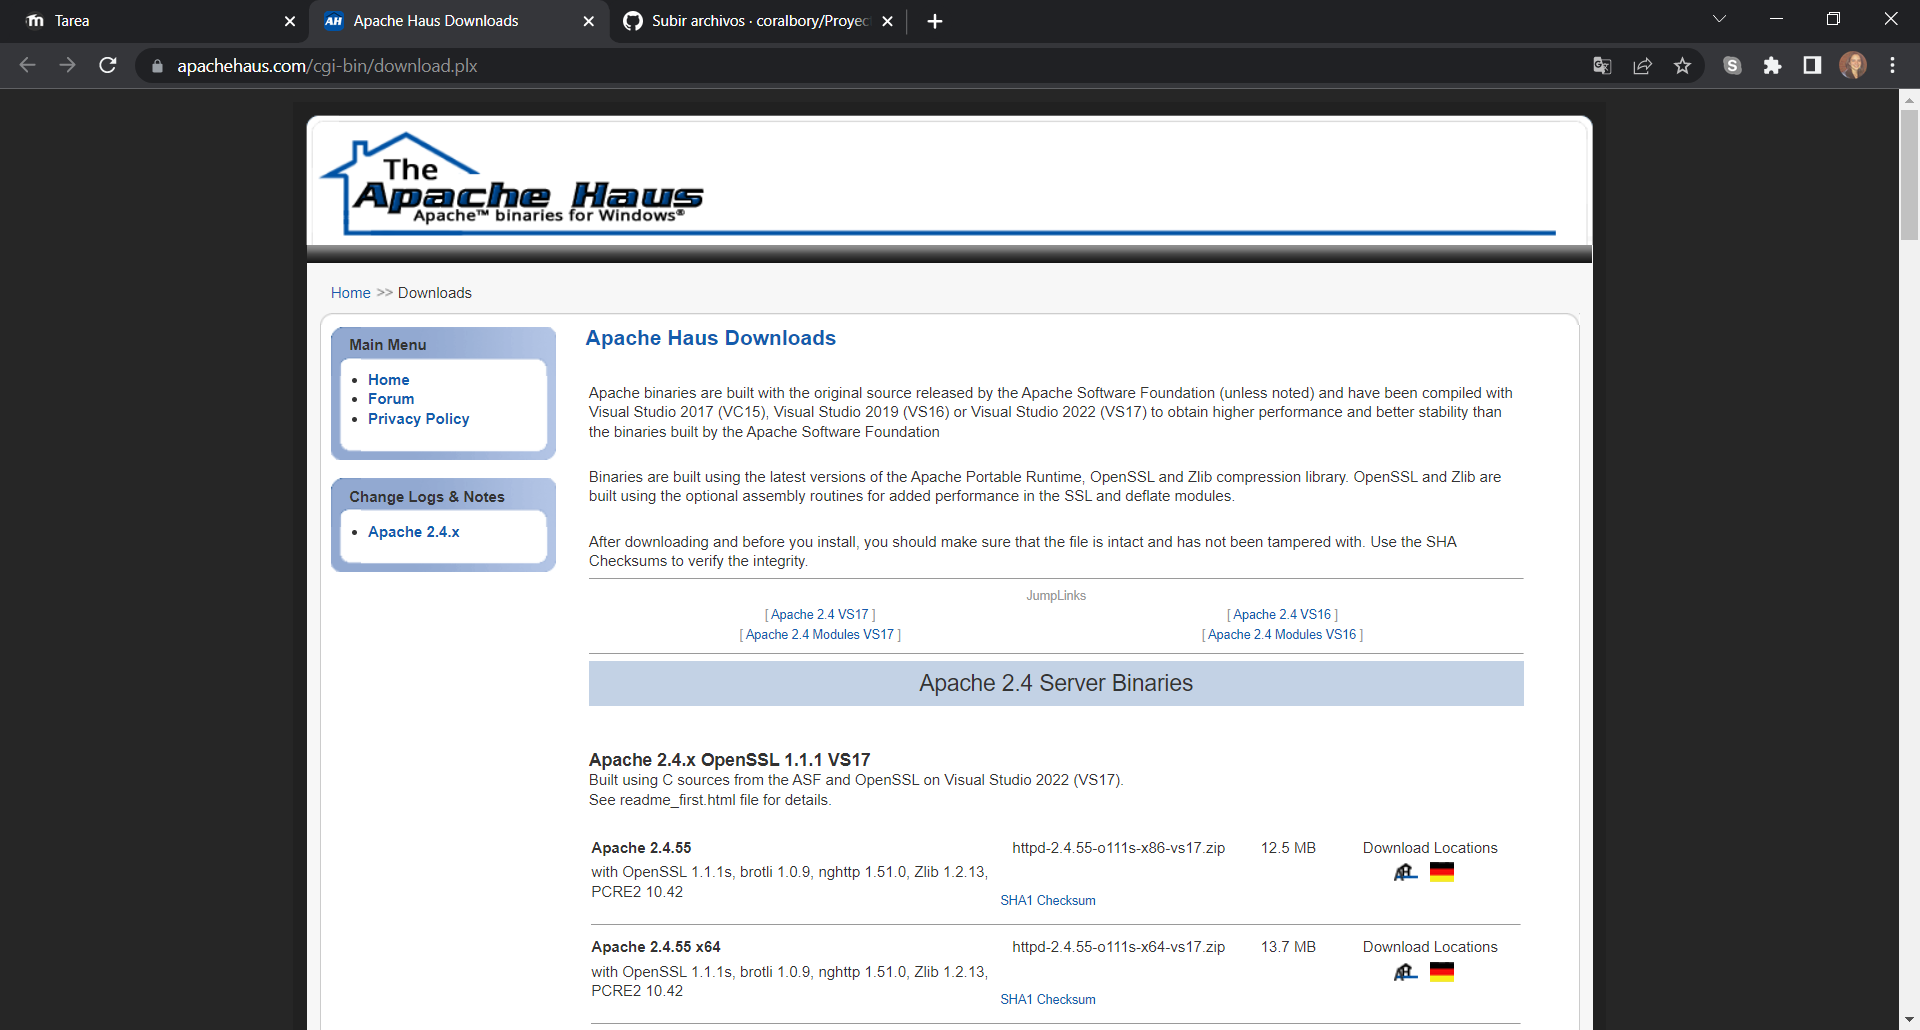 Tarea
Apache Haus Downloads
Subir archivos · coralbory/Proyec
apachehaus.com/cgi-bin/download.plx
The
Apache Haus
Apache™ binaries for Windows®
Home >> Downloads
Main Menu
Home
Forum
Privacy Policy
Change Logs & Notes
Apache 2.4.x
Apache Haus Downloads
Apache binaries are built with the original source released by the Apache Software Foundation (unless noted) and have been compiled with
Visual Studio 2017 (VC15), Visual Studio 2019 (VS16) or Visual Studio 2022 (VS17) to obtain higher performance and better stability than
the binaries built by the Apache Software Foundation
Binaries are built using the latest versions of the Apache Portable Runtime, OpenSSL and Zlib compression library. OpenSSL and Zlib are
built using the optional assembly routines for added performance in the SSL and deflate modules.
After downloading and before you install, you should make sure that the file is intact and has not been tampered with. Use the SHA
Checksums to verify the integrity.
JumpLinks
[ Apache 2.4 VS17 ] [ Apache 2.4 VS16 ]
[ Apache 2.4 Modules VS17 ] [ Apache 2.4 Modules VS16 ]
Apache 2.4 Server Binaries
Apache 2.4.x OpenSSL 1.1.1 VS17
Built using C sources from the ASF and OpenSSL on Visual Studio 2022 (VS17).
See readme_first.html file for details.
Apache 2.4.55 httpd-2.4.55-o111s-x86-vs17.zip 12.5 MB Download Locations
with OpenSSL 1.1.1s, brotli 1.0.9, nghttp 1.51.0, Zlib 1.2.13,
PCRE2 10.42
SHA1 Checksum
Apache 2.4.55 x64 httpd-2.4.55-o111s-x64-vs17.zip 13.7 MB Download Locations
with OpenSSL 1.1.1s, brotli 1.0.9, nghttp 1.51.0, Zlib 1.2.13,
PCRE2 10.42
SHA1 Checksum